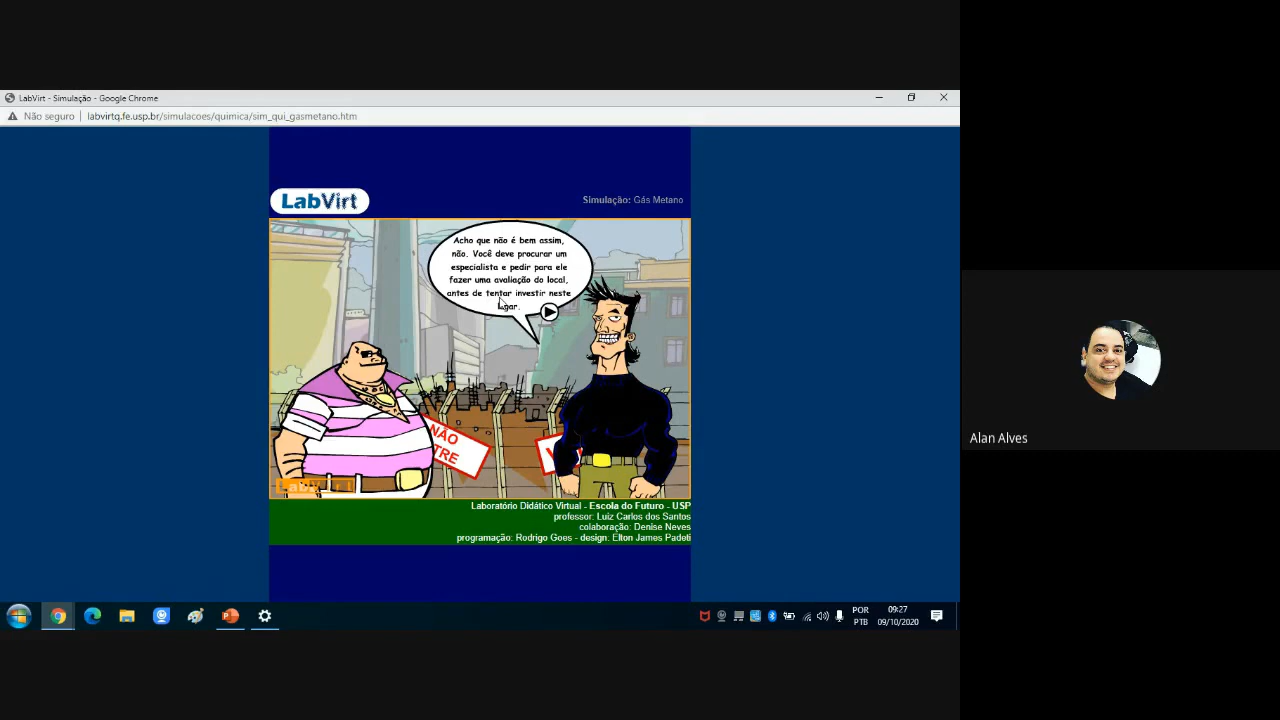 LabVirt - Simulação - Google Chrome
Não seguro
labvirtq.fe.usp.br/simulacoes/quimica/sim_qui_gasmetano.htm
LabVirt
Simulação: Gás Metano
Acho que não é bem assim,
não. Você deve procurar um
especialista e pedir para ele
fazer uma avaliação do local,
antes de tentar investir neste
lugar.
NÃO
TRE
LabVirt
Laboratório Didático Virtual - Escola do Futuro - USP
professor: Luiz Carlos dos Santos
colaboração: Denise Neves
programação: Rodrigo Goes - design: Elton James Padeti
Alan Alves
POR
PTB
09:27
09/10/2020